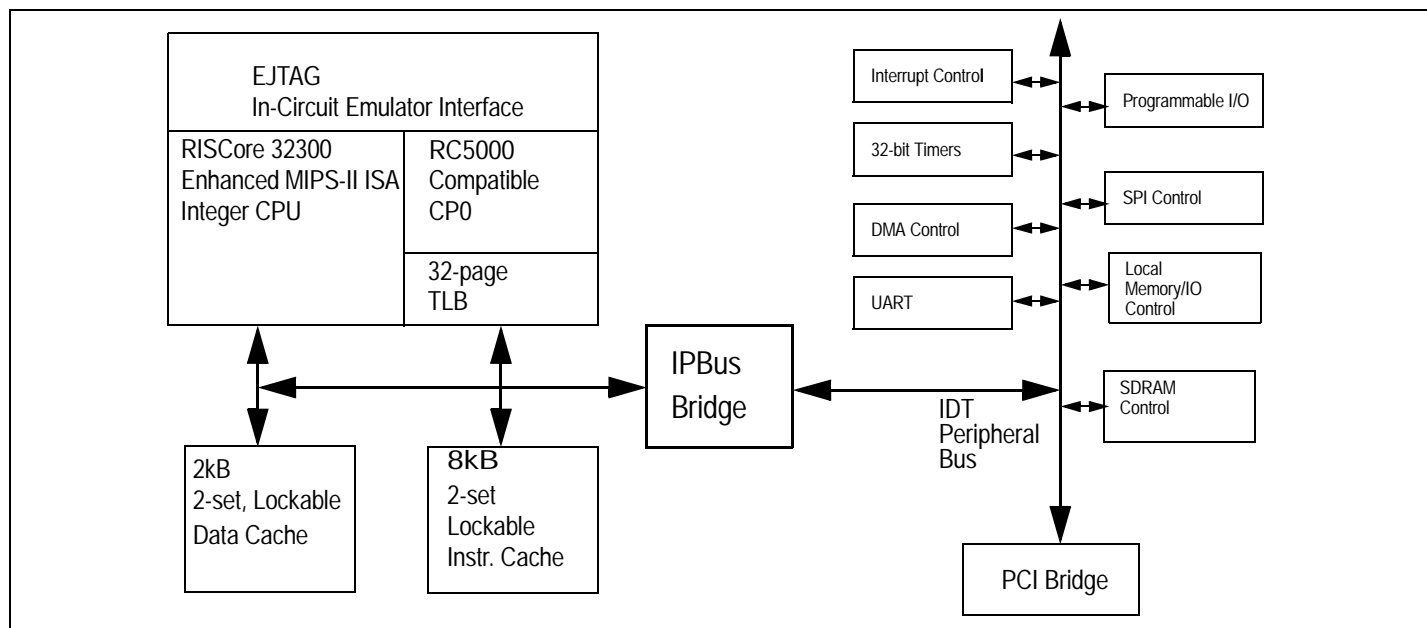 EJTAG
In-Circuit Emulator Interface
RISCore 32300
Enhanced MIPS-II ISA
Integer CPU
RC5000
Compatible
CP0
32-page
TLB
2kB
2-set, Lockable
Data Cache
8kB
2-set
Lockable
Instr. Cache
IPBus
Bridge
IDT
Peripheral
Bus
Interrupt Control
32-bit Timers
DMA Control
UART
Programmable I/O
SPI Control
Local
Memory/IO
Control
SDRAM
Control
PCI Bridge